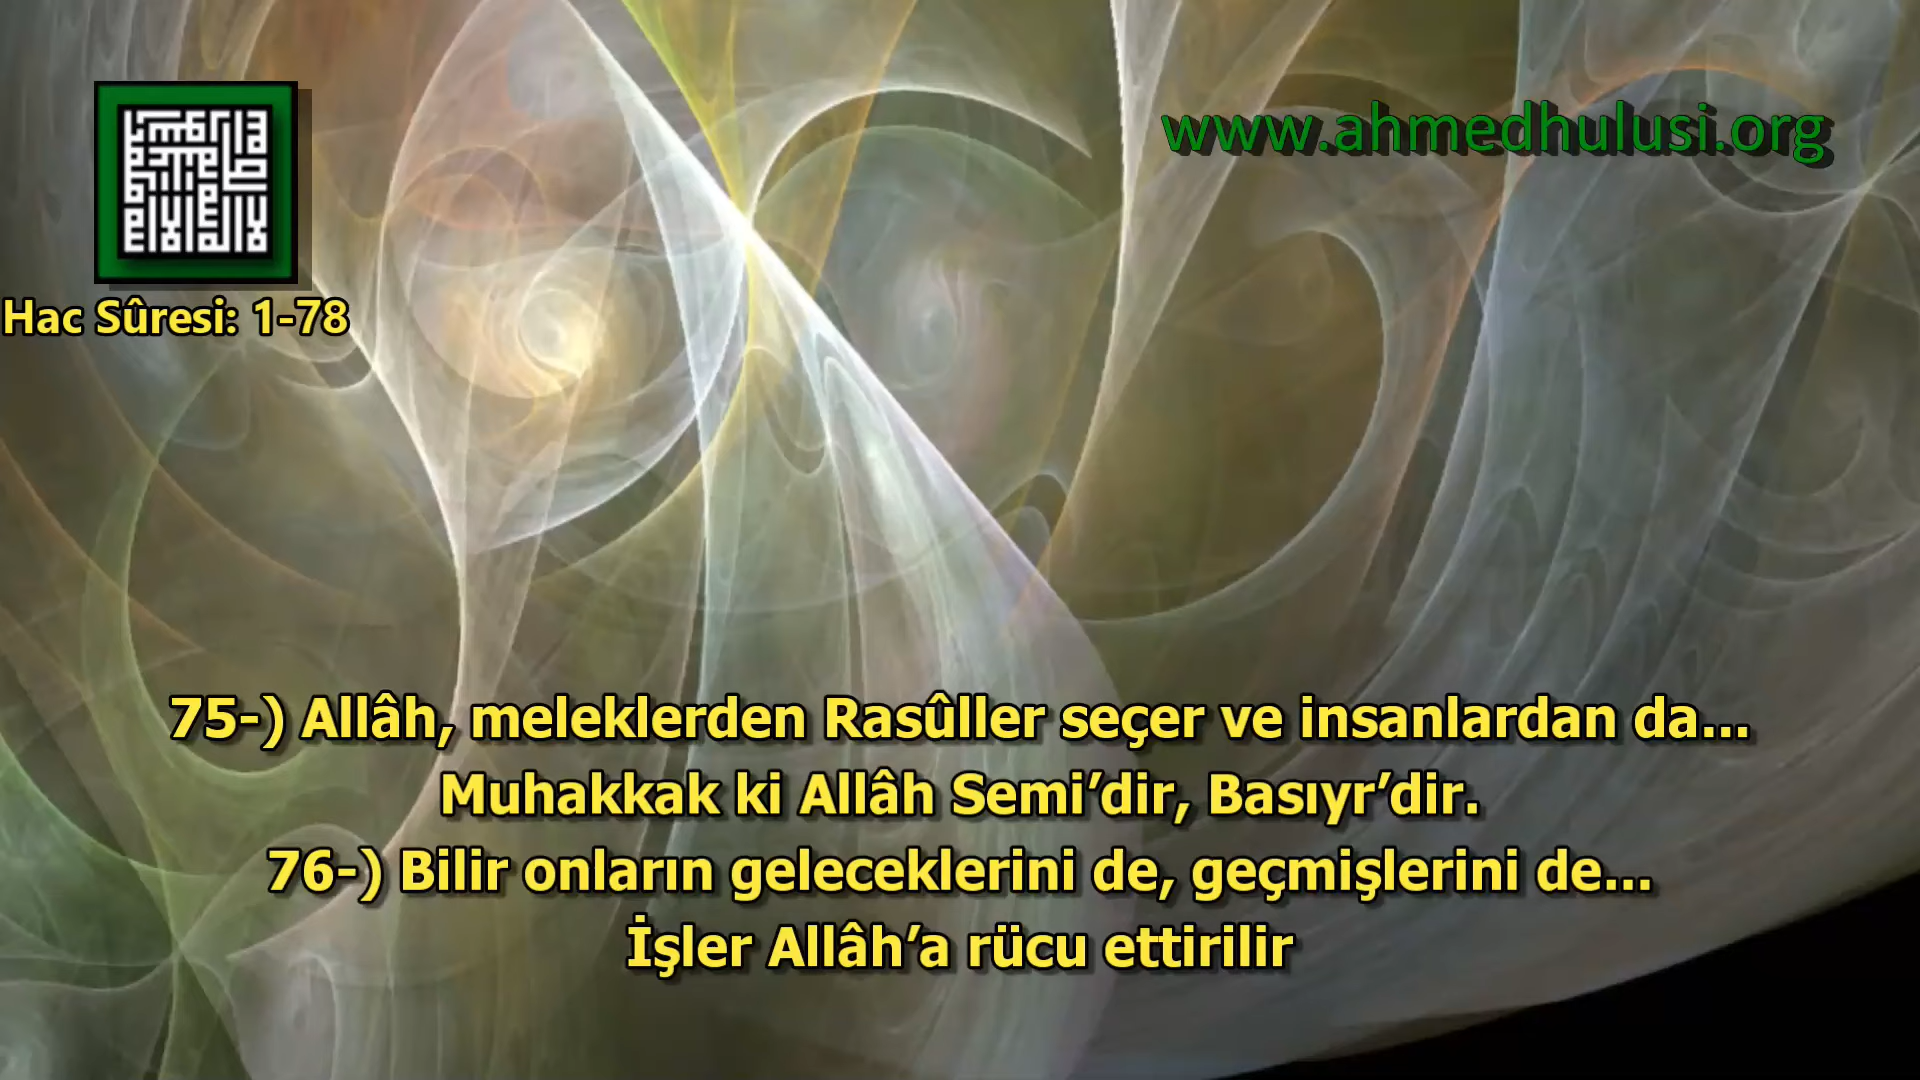 www.ahmedhulusi.org
Hac Sûresi: 1-78
75-) Allâh, meleklerden Rasûller seçer ve insanlardan da...
Muhakkak ki Allâh Semi’dir, Basıyr’dir.
76-) Bilir onların geleceklerini de, geçmişlerini de...
İşler Allâh’a rücu ettirilir